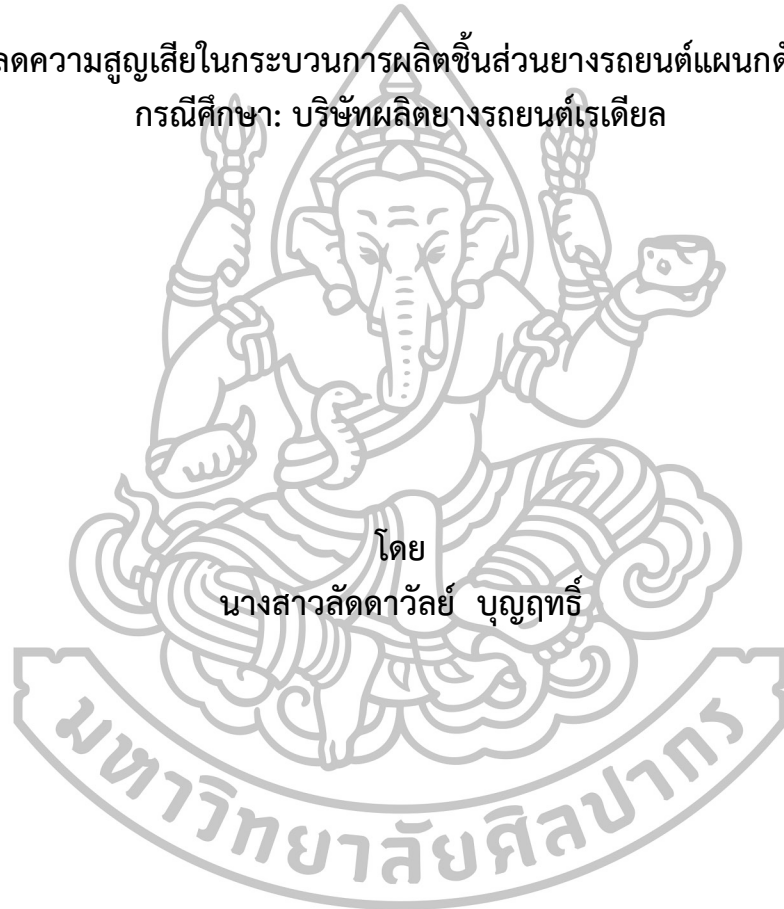 ลดความสูญเสียในกระบวนการผลิตชิ้นส่วนยางรถยนต์แผนก
กรณีศึกษา: บริษัทผลิตยางรถยนต์เรเดียล
โดย
นางสาวลัดดาวัลย์ บุญฤทธิ์
มหาวิทยาลัยศิลปากร